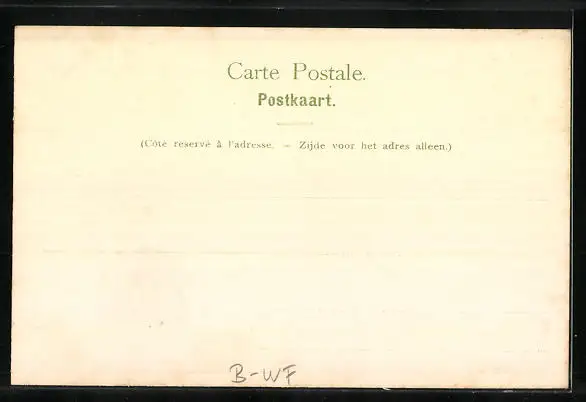 Carte Postale.
Postkaart.
(Côté reservé à l'adresse. — Zijde voor het adres alleen.)
B-WF